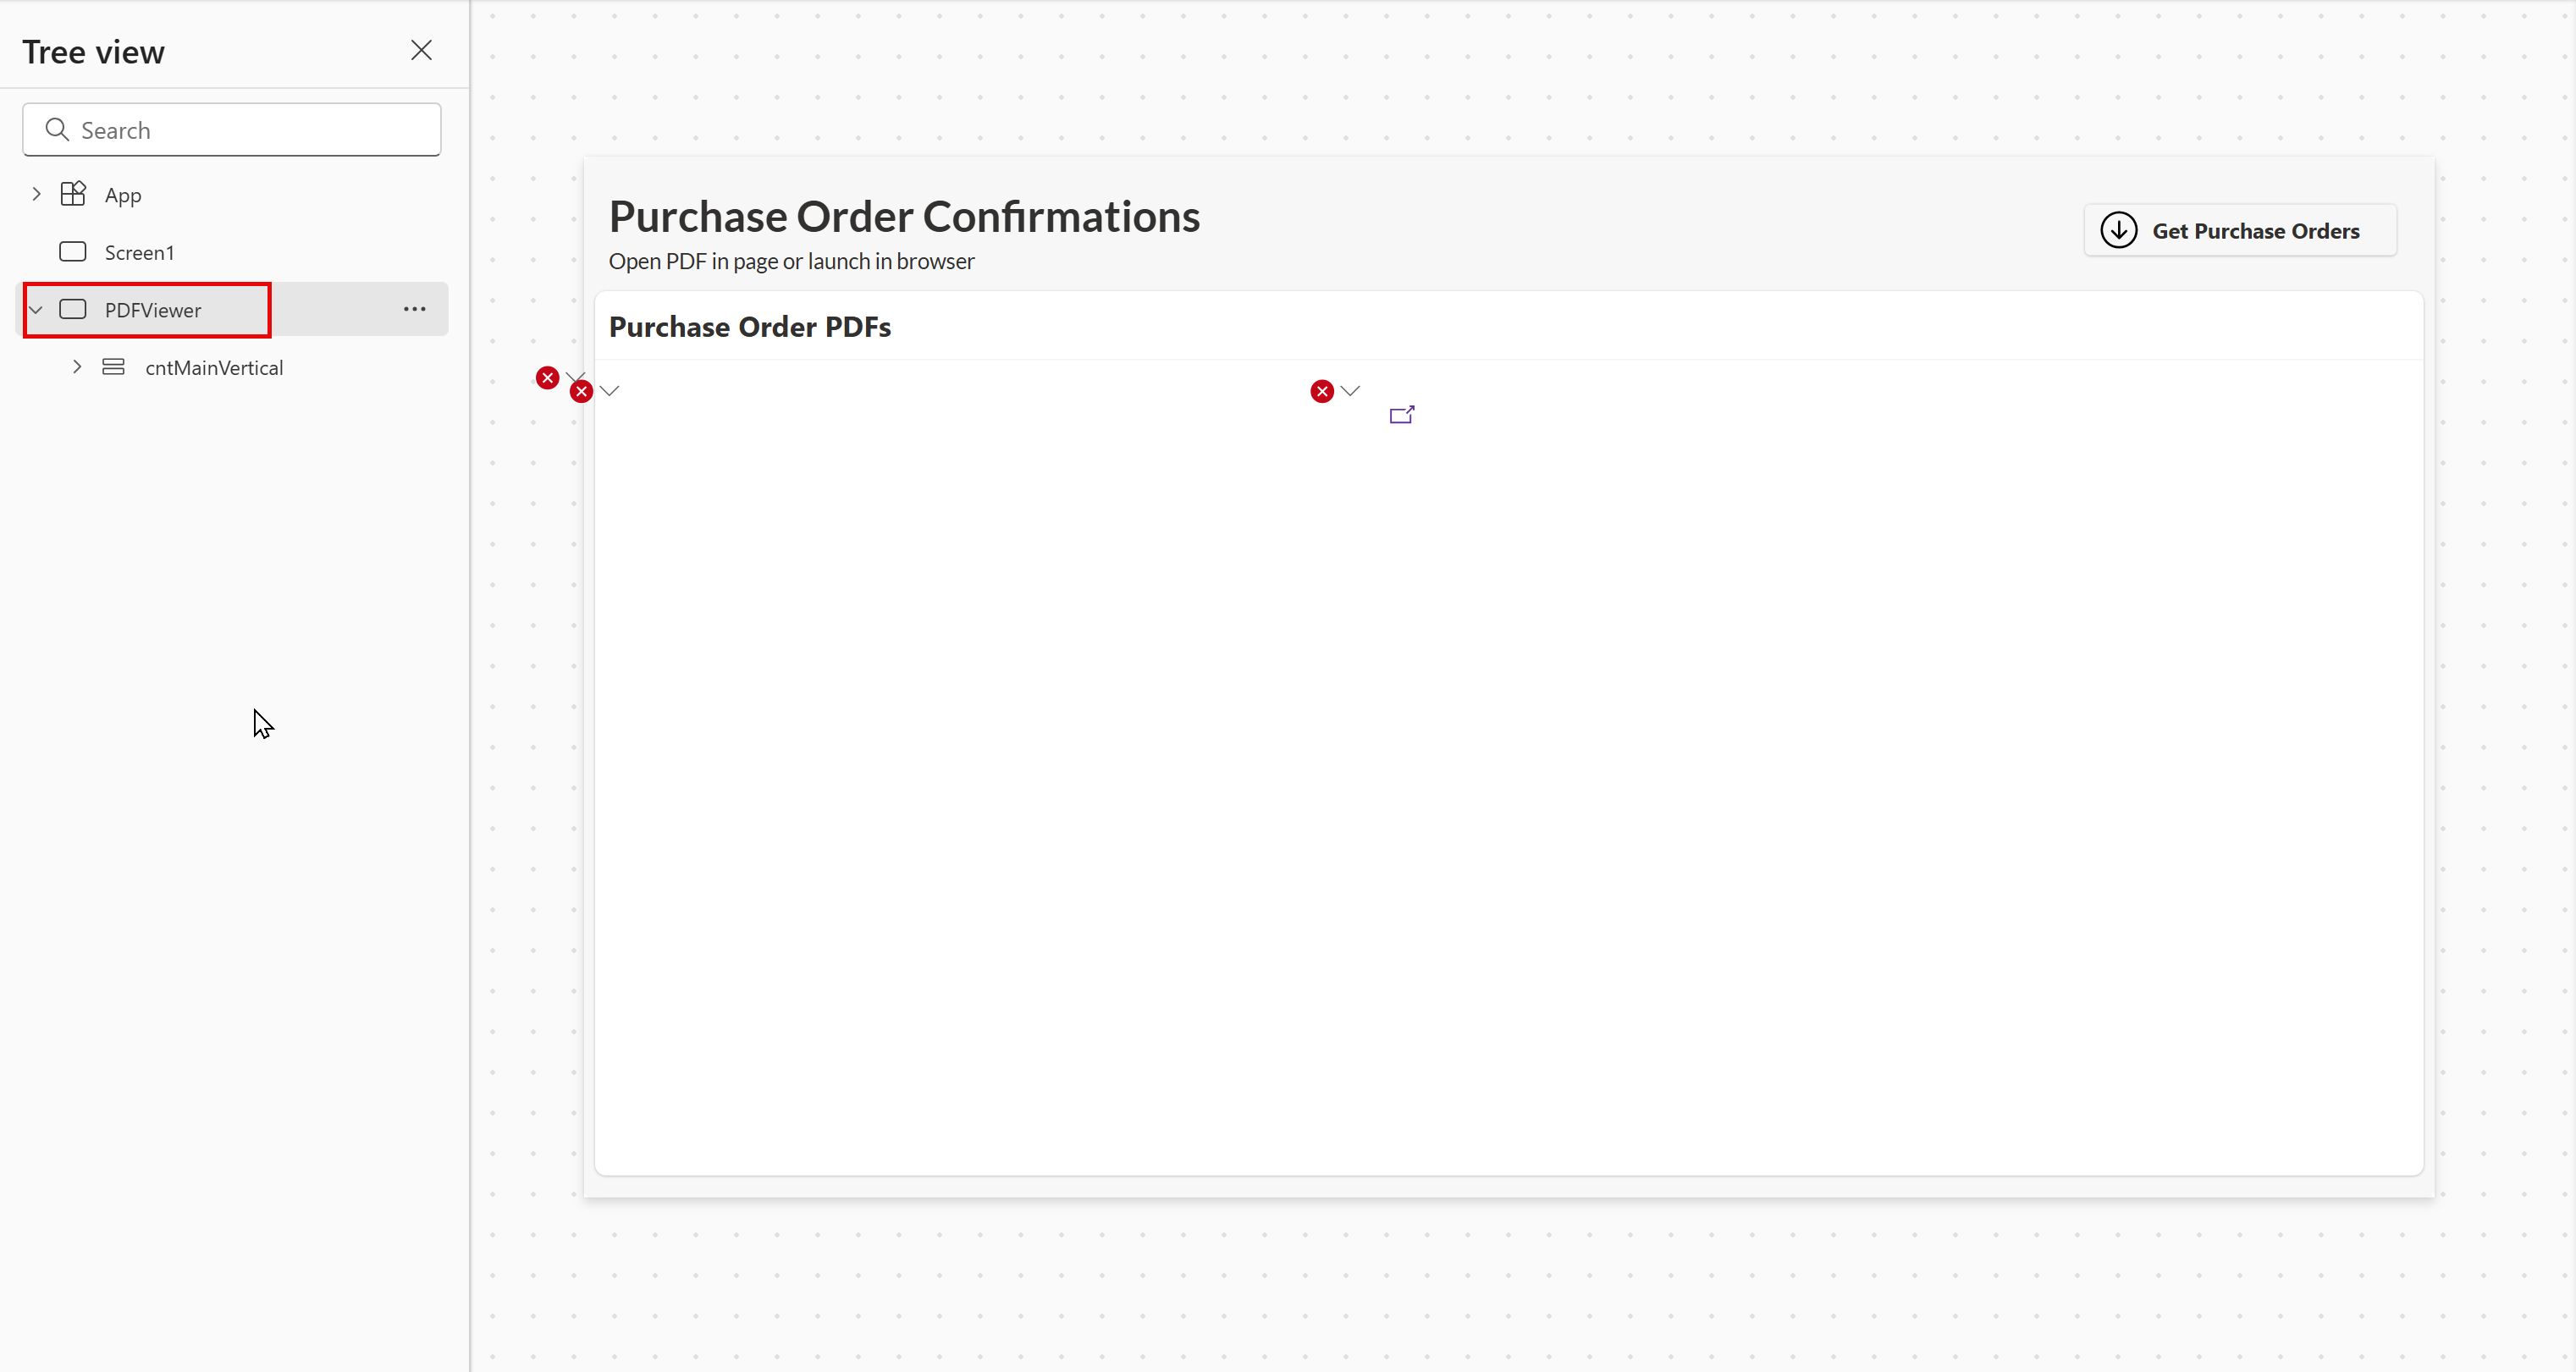 Tree view
Search
App
Screen1
PDFViewer
cntMainVertical
Purchase Order Confirmations
Open PDF in page or launch in browser
Get Purchase Orders
Purchase Order PDFs